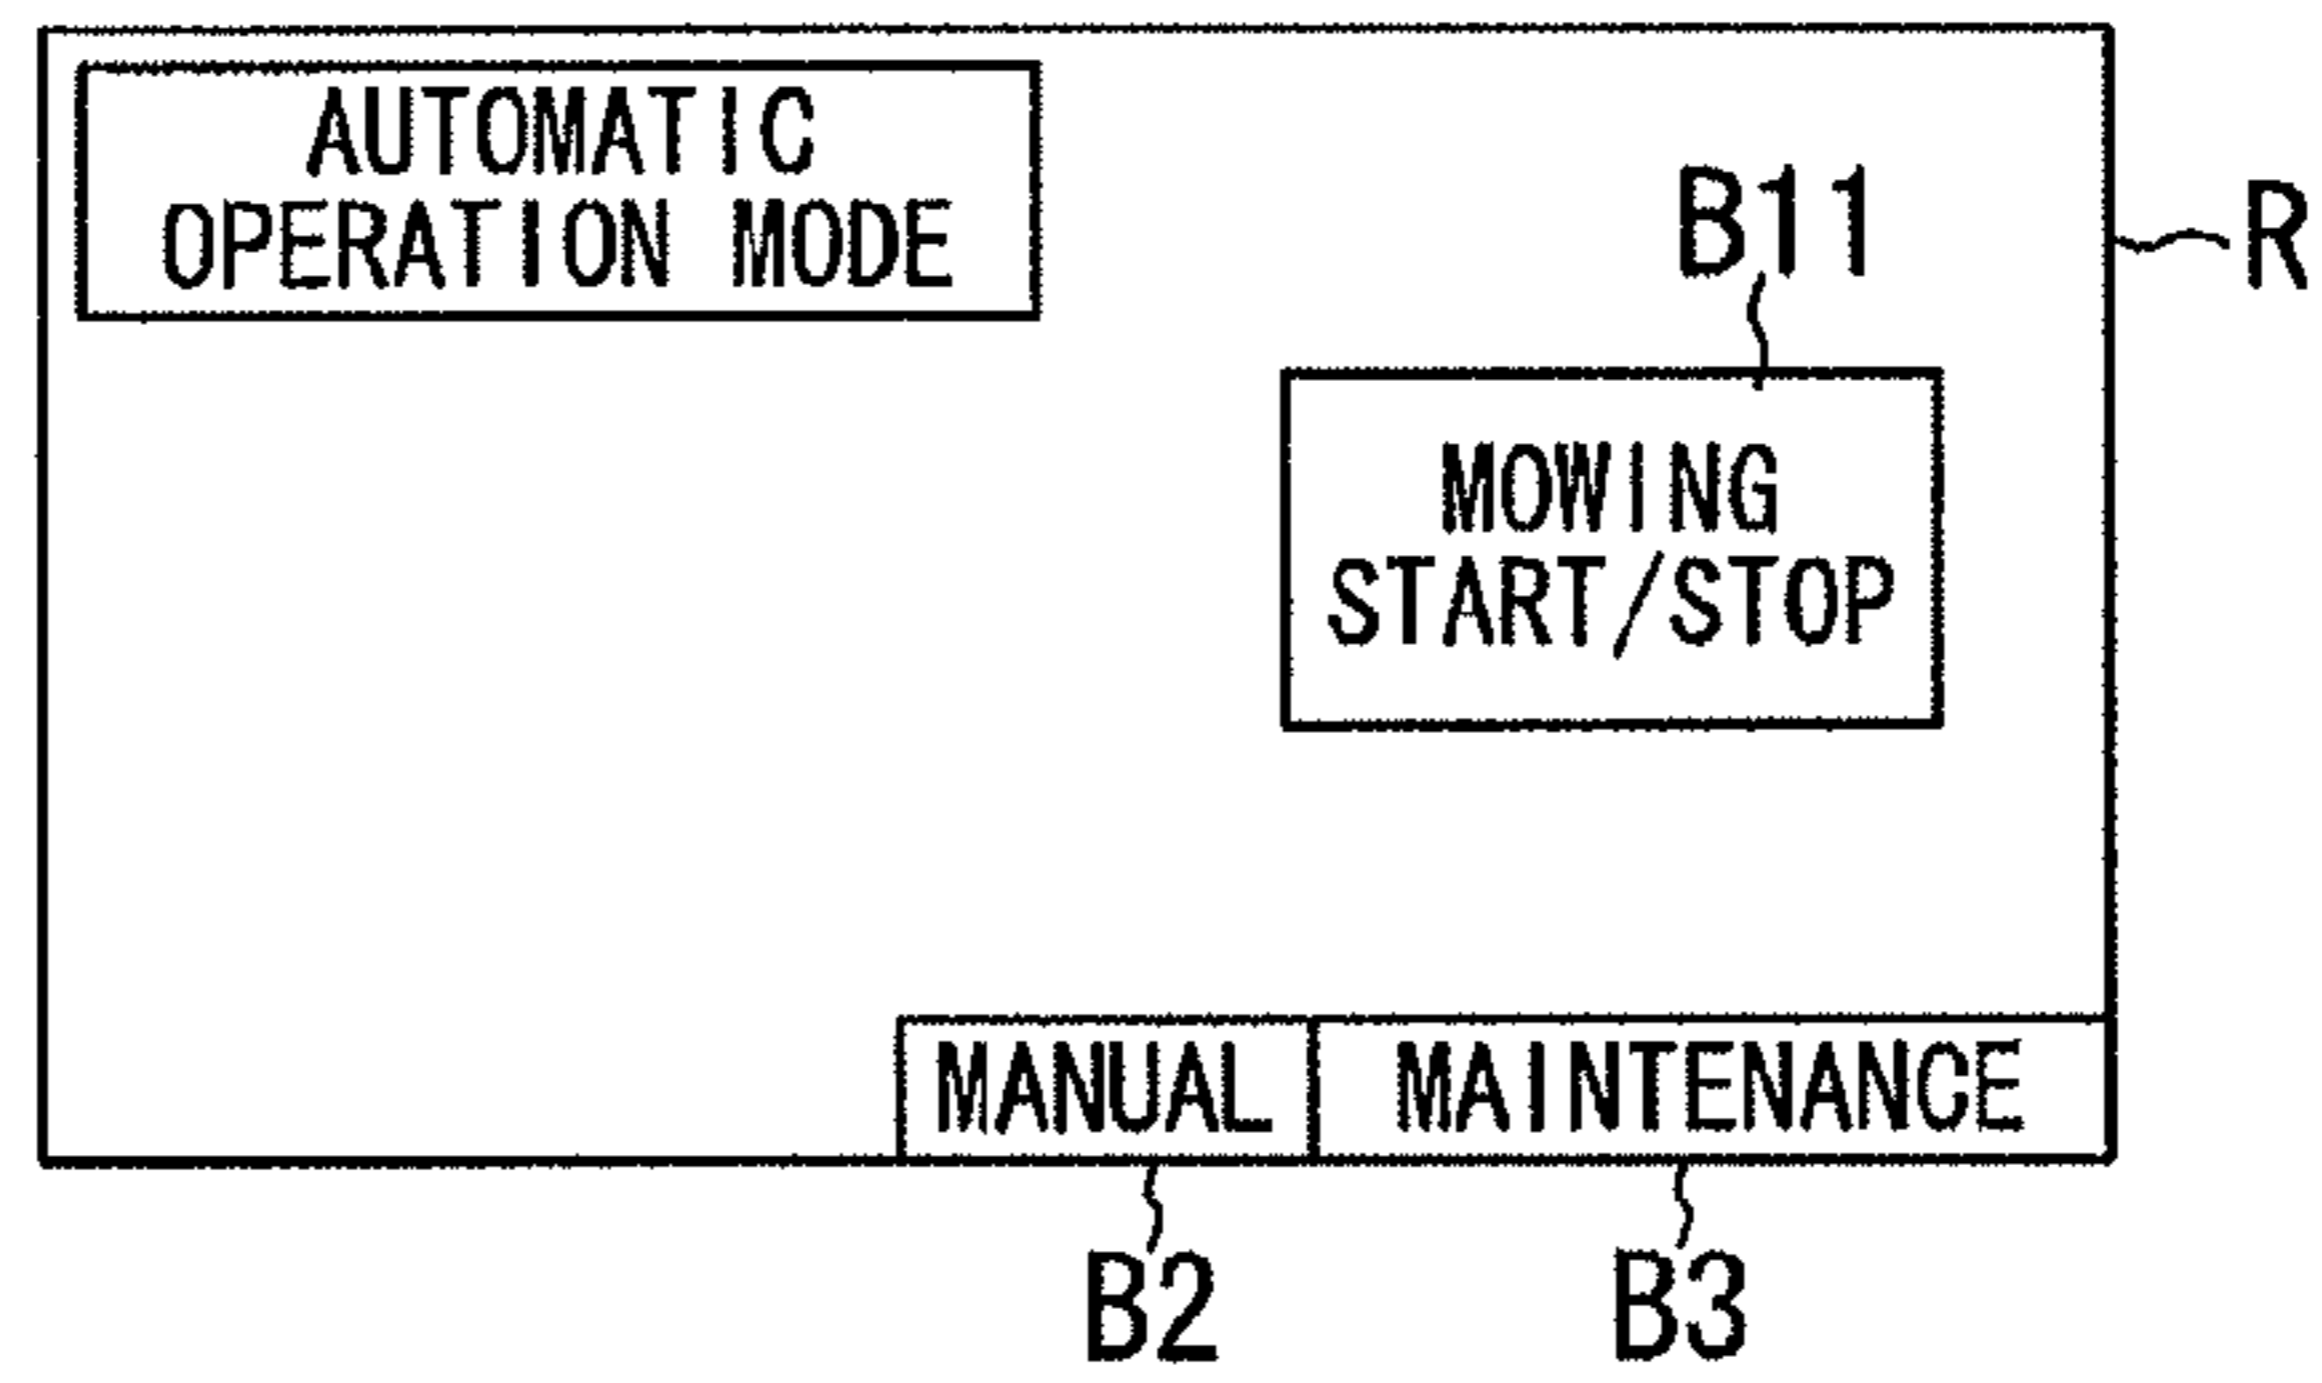 AUTOMATIC
OPERATION MODE
B11
R
MOWING
START/STOP
MANUAL
MAINTENANCE
B2
B3